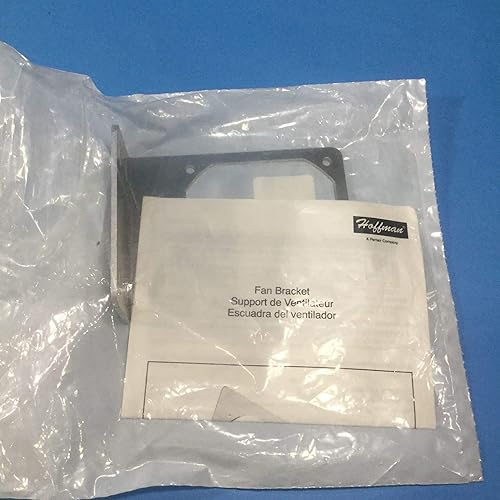 Hoffman
A Pentair Company
Fan Bracket
Support de Ventilateur
Escuadra del ventilador